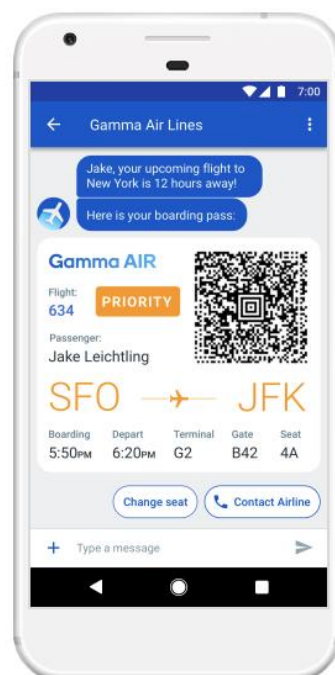 7:00
Gamma Air Lines
Jake, your upcoming flight to
New York is 12 hours away!
Here is your boarding pass:
Gamma AIR
Flight:
634
PRIORITY
Passenger:
Jake Leichtling
SFO JFK
Boarding Depart Terminal Gate Seat
5:50PM 6:20PM G2 B42 4A
Change seat Contact Airline
Type a message